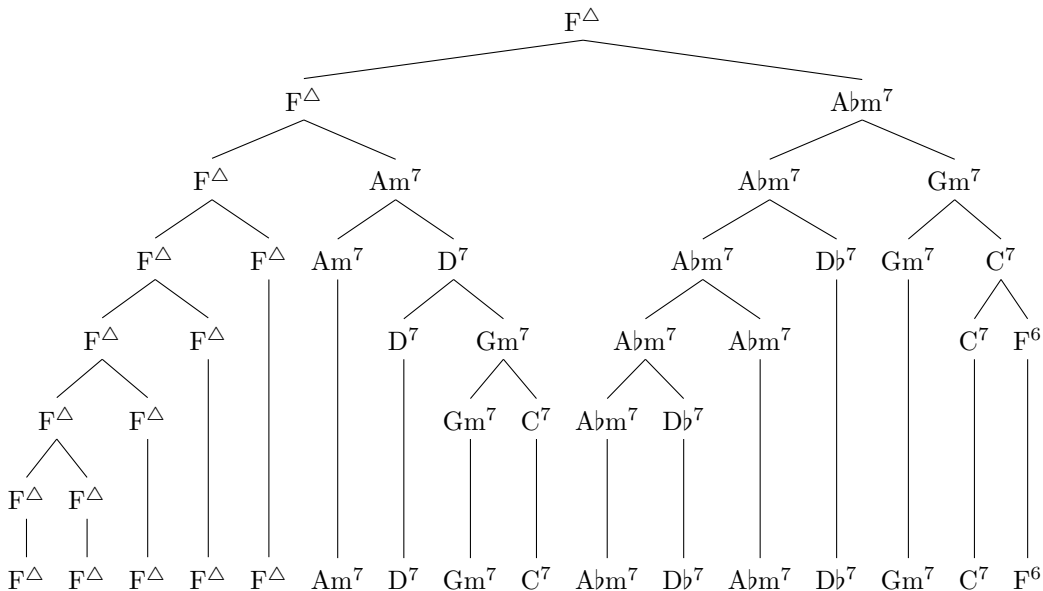 F△
F△ A♭m⁷
F△ Am⁷ A♭m⁷ Gm⁷
F△ F△ Am⁷ D⁷ A♭m⁷ D♭⁷ Gm⁷ C⁷
F△ F△ D⁷ Gm⁷ A♭m⁷ A♭m⁷ C⁷ F⁶
F△ F△ Gm⁷ C⁷ A♭m⁷ D♭⁷
F△ F△
F△ F△ F△ F△ F△ Am⁷ D⁷ Gm⁷ C⁷ A♭m⁷ D♭⁷ A♭m⁷ D♭⁷ Gm⁷ C⁷ F⁶